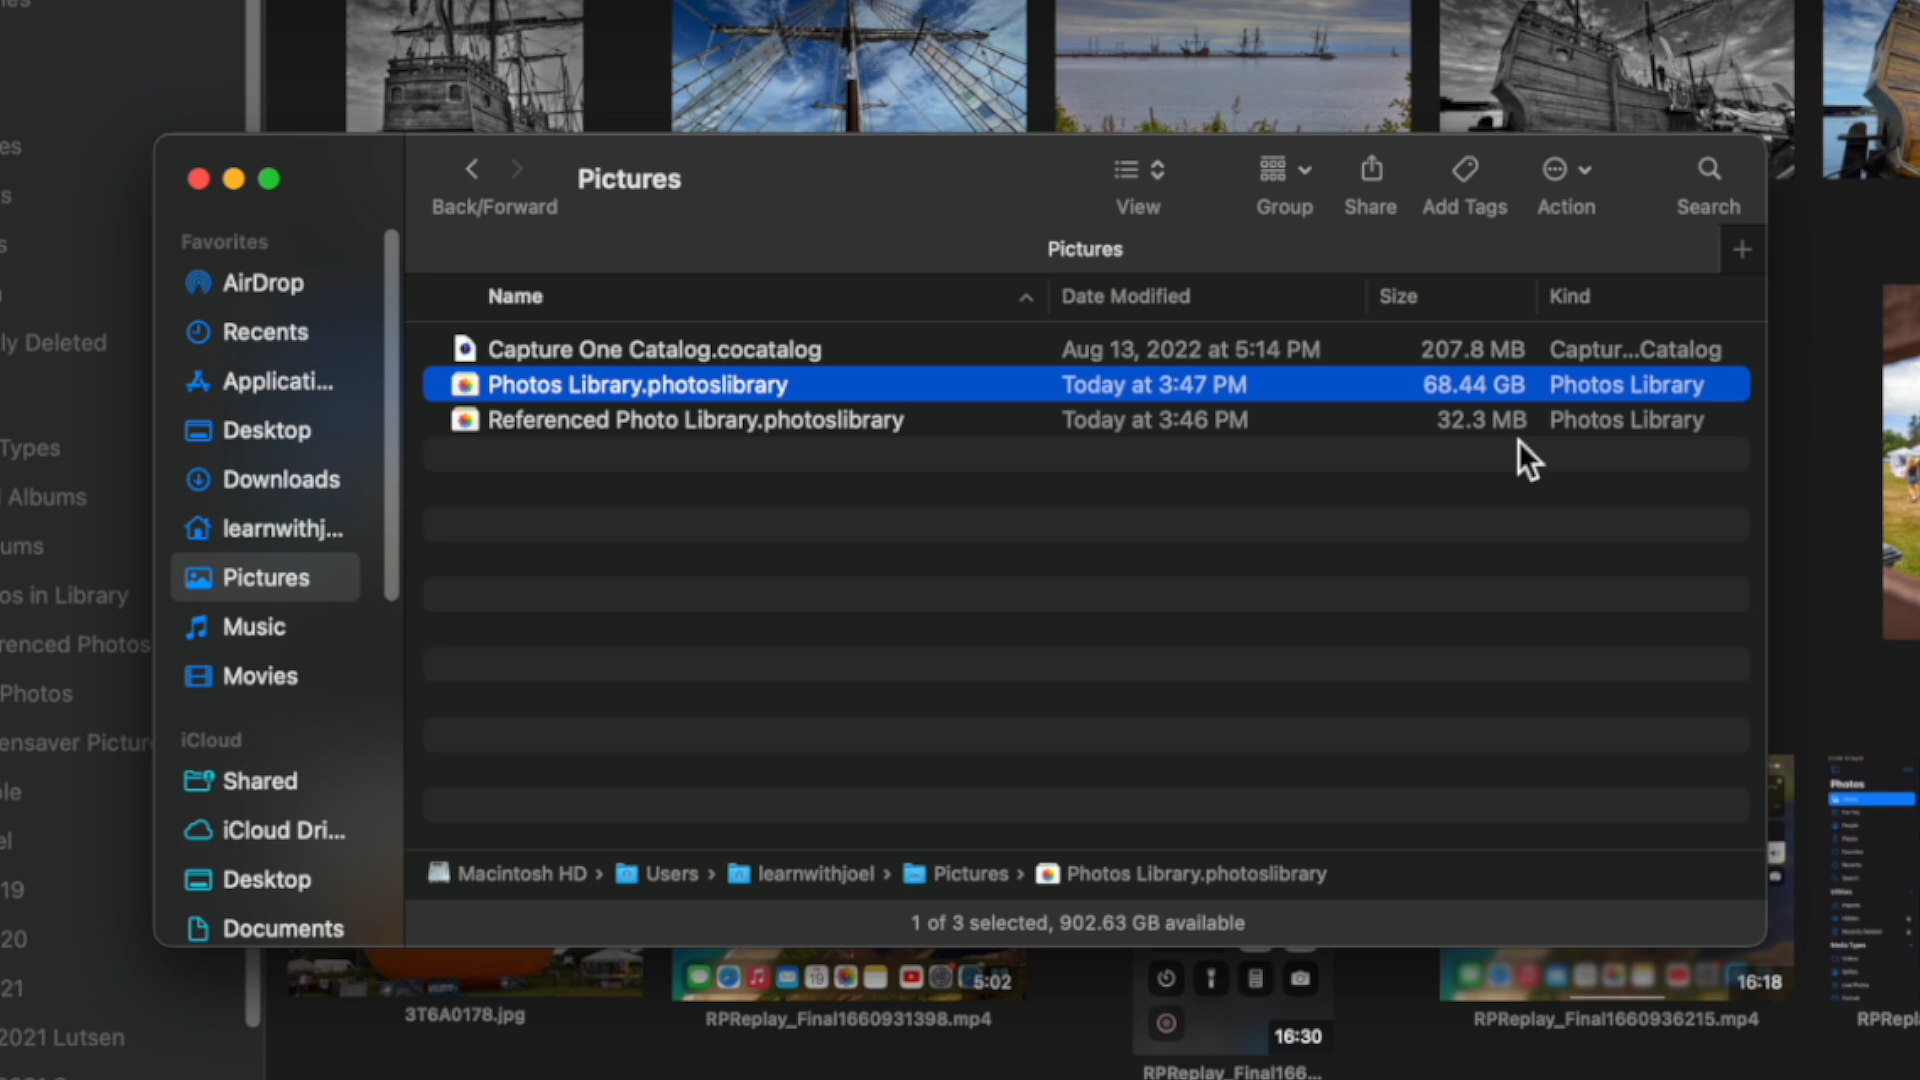 Back/Forward
Pictures
View
Group
Share
Add Tags
Action
Search
Pictures
Name
Date Modified
Size
Kind
Capture One Catalog.cocatalog
Aug 13, 2022 at 5:14 PM
207.8 MB
Captur...Catalog
Photos Library.photoslibrary
Today at 3:47 PM
68.44 GB
Photos Library
Referenced Photo Library.photoslibrary
Today at 3:46 PM
32.3 MB
Photos Library
Favorites
AirDrop
Recents
Applicati...
Desktop
Downloads
learnwithj...
Pictures
Music
Movies
iCloud
Shared
iCloud Dri...
Desktop
Documents
Macintosh HD › Users › learnwithjoel › Pictures › Photos Library.photoslibrary
1 of 3 selected, 902.63 GB available
ly Deleted
Types
Albums
ums
os in Library
renced Photos
Photos
ensaver Pictur
19
20
21
2021 Lutsen
3T6A0178.jpg
19
5:02
RPReplay_Final1660931398.mp4
16:30
RPReplay_Final166...
16:18
RPReplay_Final1660936215.mp4
Photos
RPRepl